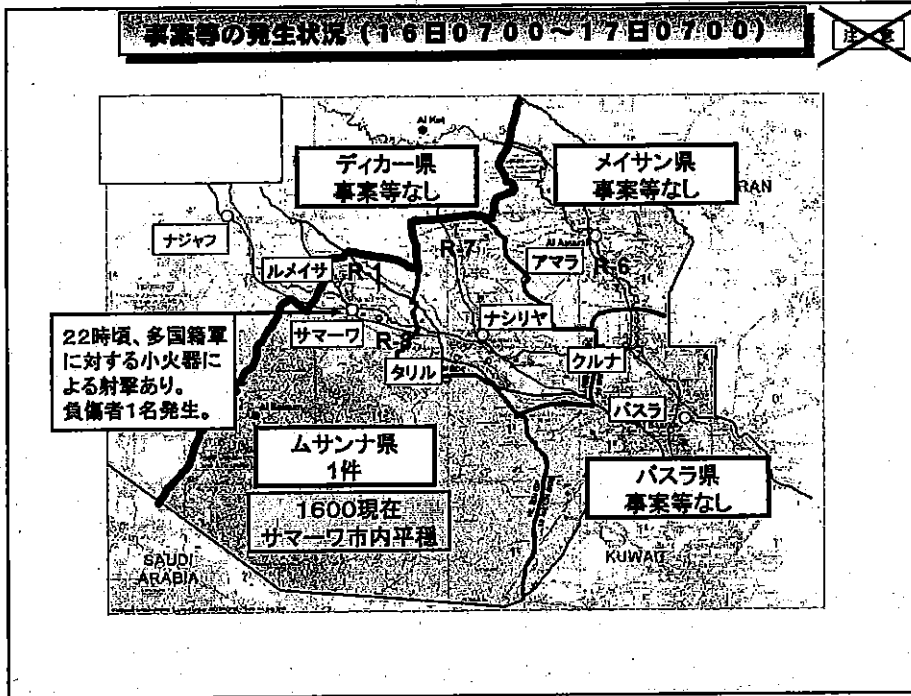 事案等の発生状況（１６日０７００～１７日０７００）
注意
Al Kut
ディカー県
事案等なし
メイサン県
事案等なし
RAN
ナジャフ
R-7
アマラ
R-6
ルメイサ
R-1
ナシリヤ
サマーワ
R-8
クルナ
タリル
バスラ
22時頃、多国籍軍
に対する小火器に
よる射撃あり。
負傷者1名発生。
ムサンナ県
1件
バスラ県
事案等なし
1600現在
サマーワ市内平穏
SAUDI
ARABIA
KUWAIT